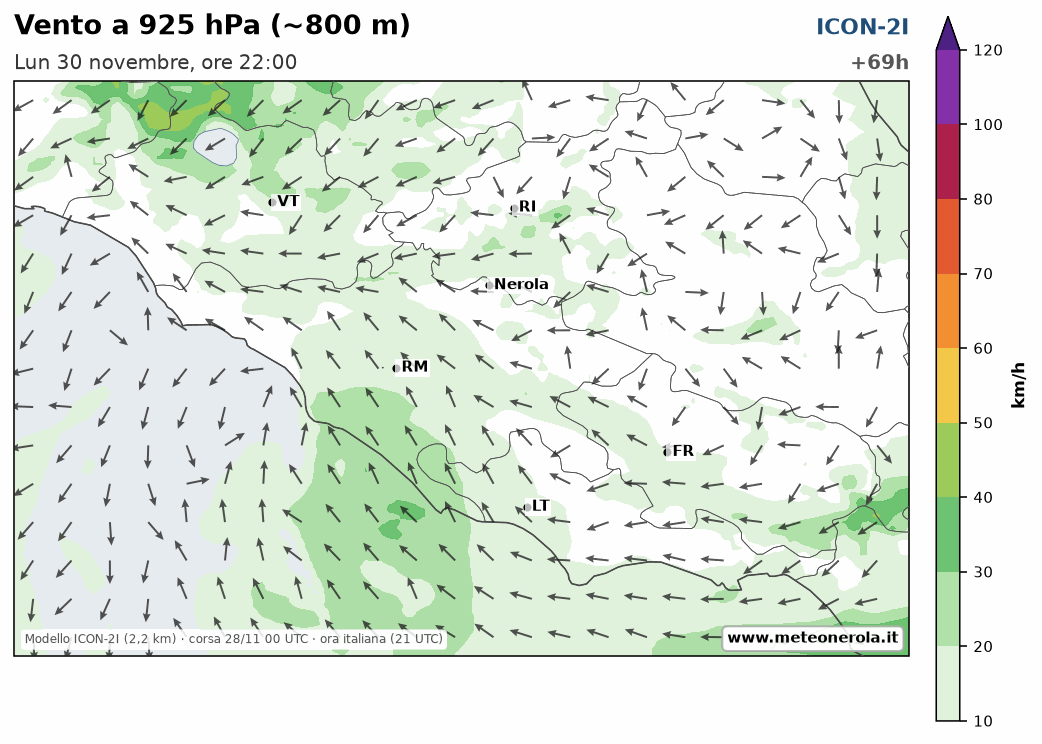 Vento a 925 hPa (~800 m)
ICON-2I
Lun 30 novembre, ore 22:00
+69h
VT
RI
Nerola
RM
FR
LT
Modello ICON-2I (2,2 km) · corsa 28/11 00 UTC · ora italiana (21 UTC)
www.meteonerola.it
120
100
80
70
60
50
40
30
20
10
km/h